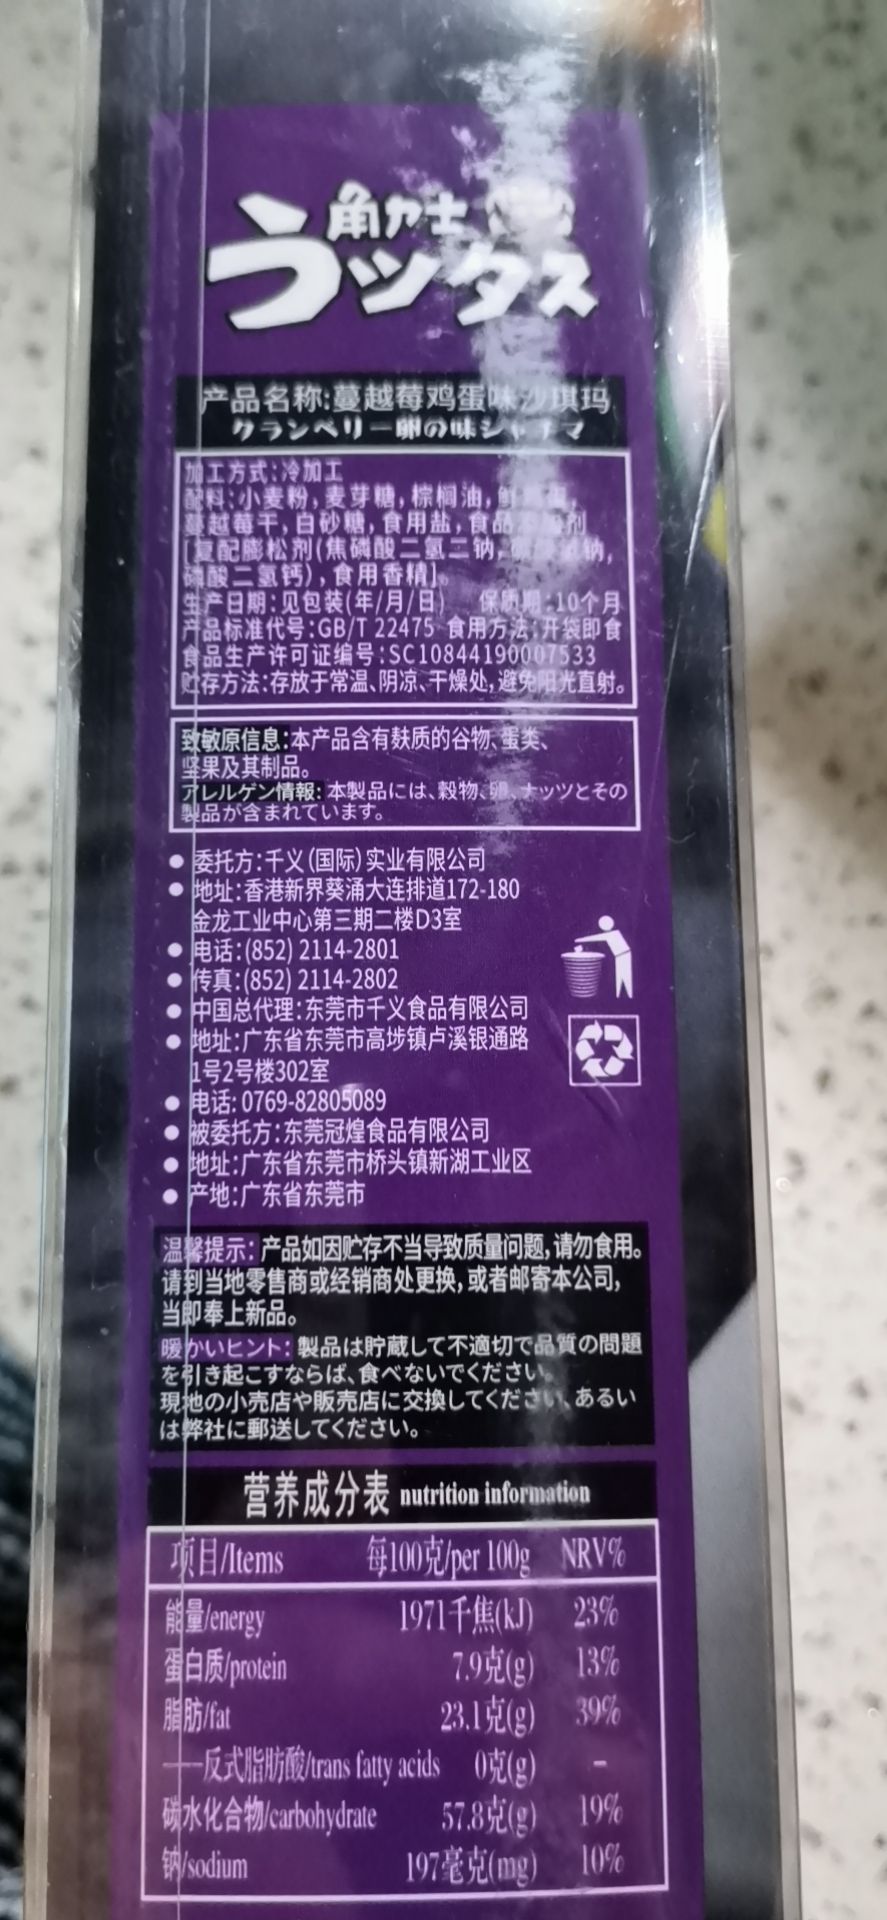 角力士
うッタス
产品名称:蔓越莓鸡蛋味沙琪玛
クランベリー卵の味シャチマ
加工方式:冷加工
配料:小麦粉,麦芽糖,棕榈油,鲜
蔓越莓干,白砂糖,食用盐,食品 剂
[复配膨松剂(焦磷酸二氢二钠, 钠,
磷酸二氢钙),食用香精]。
生产日期:见包装(年/月/日) 保质期:10个月
产品标准代号:GB/T 22475 食用方法:开袋即食
食品生产许可证编号:SC10844190007533
贮存方法:存放于常温、阴凉、干燥处,避免阳光直射。
致敏原信息:本产品含有麸质的谷物、蛋类、
坚果及其制品。
アレルゲン情報:本製品には、穀物、卵、ナッツとその
製品が含まれています。
委托方:千义(国际)实业有限公司
地址:香港新界葵涌大连排道172-180
金龙工业中心第三期二楼D3室
电话:(852) 2114-2801
传真:(852) 2114-2802
中国总代理:东莞市千义食品有限公司
地址:广东省东莞市高埗镇卢溪银通路
1号2号楼302室
电话: 0769-82805089
被委托方:东莞冠煌食品有限公司
地址:广东省东莞市桥头镇新湖工业区
产地:广东省东莞市
温馨提示:产品如因贮存不当导致质量问题,请勿食用。
请到当地零售商或经销商处更换,或者邮寄本公司,
当即奉上新品。
暖かいヒント:製品は貯蔵して不適切で品質の問題
を引き起こすならば、食べないでください。
現地の小売店や販売店に交換してください、あるい
は弊社に郵送してください。
营养成分表 nutrition information
项目/Items 每100克/per 100g NRV%
能量/energy 1971千焦(kJ) 23%
蛋白质/protein 7.9克(g) 13%
脂肪/fat 23.1克(g) 39%
——反式脂肪酸/trans fatty acids 0克(g) –
碳水化合物/carbohydrate 57.8克(g) 19%
钠/sodium 197毫克(mg) 10%